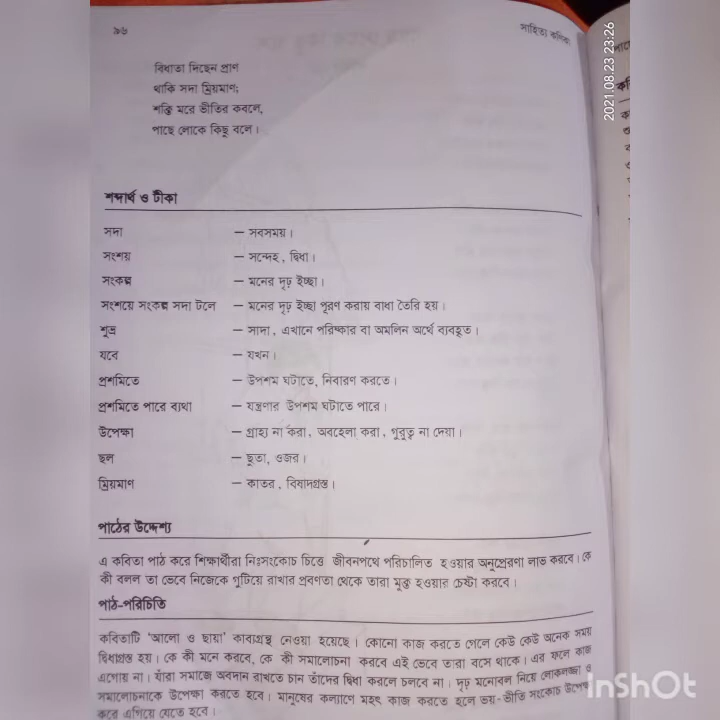 ৯৬
সাহিত্য কণিকা
2021.08.23 23:26
বিধাতা দিছেন প্রাণ
থাকি সদা ম্রিয়মাণ;
শক্তি মরে ভীতির কবলে,
পাছে লোকে কিছু বলে।
শব্দার্থ ও টীকা
সদা — সবসময়।
সংশয় — সন্দেহ, দ্বিধা।
সংকল্প — মনের দৃঢ় ইচ্ছা।
সংশয়ে সংকল্প সদা টলে — মনের দৃঢ় ইচ্ছা পূরণ করায় বাধা তৈরি হয়।
শুভ্র — সাদা, এখানে পরিষ্কার বা অমলিন অর্থে ব্যবহৃত।
যবে — যখন।
প্রশমিতে — উপশম ঘটাতে, নিবারণ করতে।
প্রশমিতে পারে ব্যথা — যন্ত্রণার উপশম ঘটাতে পারে।
উপেক্ষা — গ্রাহ্য না করা, অবহেলা করা, গুরুত্ব না দেয়া।
ছল — ছুতা, ওজর।
ম্রিয়মাণ — কাতর, বিষাদগ্রস্ত।
পাঠের উদ্দেশ্য
এ কবিতা পাঠ করে শিক্ষার্থীরা নিঃসংকোচ চিত্তে জীবনপথে পরিচালিত হওয়ার অনুপ্রেরণা লাভ করবে। কে
কী বলল তা ভেবে নিজেকে গুটিয়ে রাখার প্রবণতা থেকে তারা মুক্ত হওয়ার চেষ্টা করবে।
পাঠ-পরিচিতি
কবিতাটি ‘আলো ও ছায়া’ কাব্যগ্রন্থ নেওয়া হয়েছে। কোনো কাজ করতে গেলে কেউ কেউ অনেক সময়
দ্বিধাগ্রস্ত হয়। কে কী মনে করবে, কে কী সমালোচনা করবে এই ভেবে তারা বসে থাকে। এর ফলে কাজ
এগোয় না। যাঁরা সমাজে অবদান রাখতে চান তাঁদের দ্বিধা করলে চলবে না। দৃঢ় মনোবল নিয়ে লোকলজ্জা ও
সমালোচনাকে উপেক্ষা করতে হবে। মানুষের কল্যাণে মহৎ কাজ করতে হলে ভয়-ভীতি সংকোচ উপেক্ষা
করে এগিয়ে যেতে হবে।
InShOt